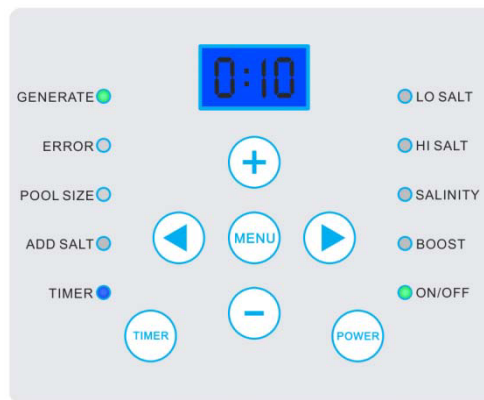 0:10
GENERATE
LO SALT
ERROR
HI SALT
POOL SIZE
SALINITY
MENU
ADD SALT
BOOST
TIMER
ON/OFF
TIMER
POWER